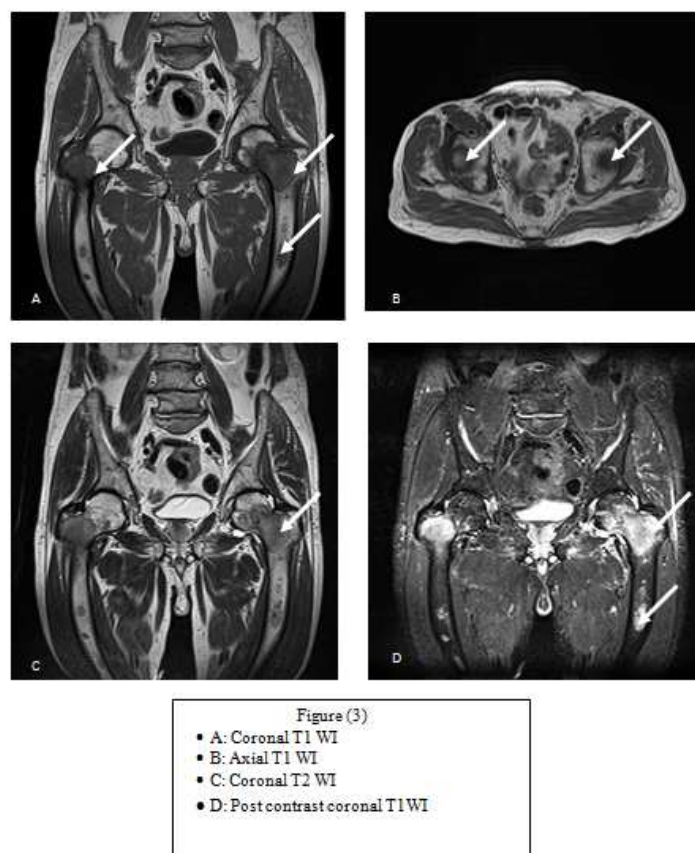 A
B
C
D
Figure (3)
• A: Coronal T1 WI
• B: Axial T1 WI
• C: Coronal T2 WI
• D: Post contrast coronal T1WI